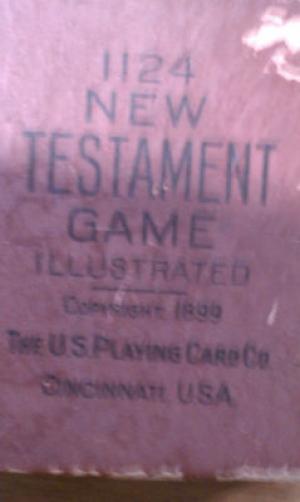 1124
NEW
TESTAMENT
GAME
ILLUSTRATED
COPYRIGHT 1899
THE U.S. PLAYING CARD CO.
CINCINNATI, U.S.A.